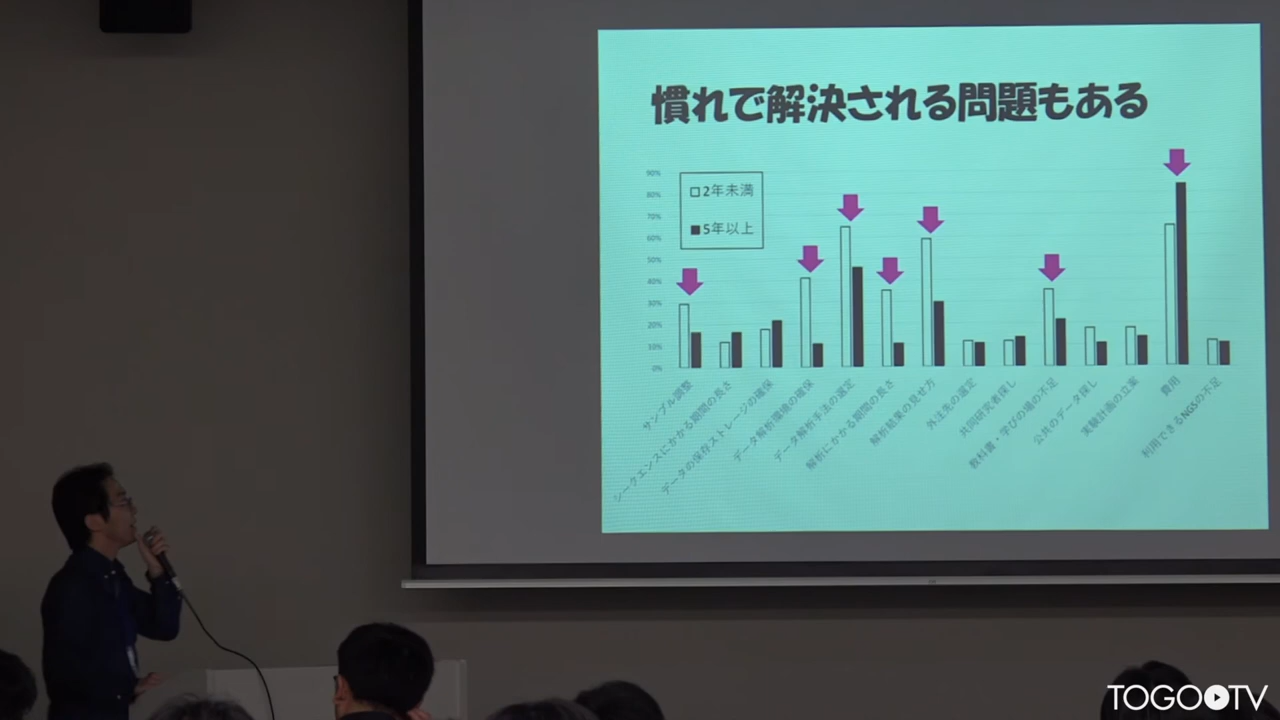 慣れで解決される問題もある
90%
80%
70%
60%
50%
40%
30%
20%
10%
0%
2年未満
5年以上
サンプル調整
シークエンスにかかる期間の長さ
データの保存ストレージの確保
データ解析環境の確保
データ解析手法の選定
解析にかかる期間の長さ
解析結果の見せ方
外注先の選定
共同研究者探し
教科書・学びの場の不足
公共のデータ探し
実験計画の立案
費用
利用できるNGSの不足
TOGOTV